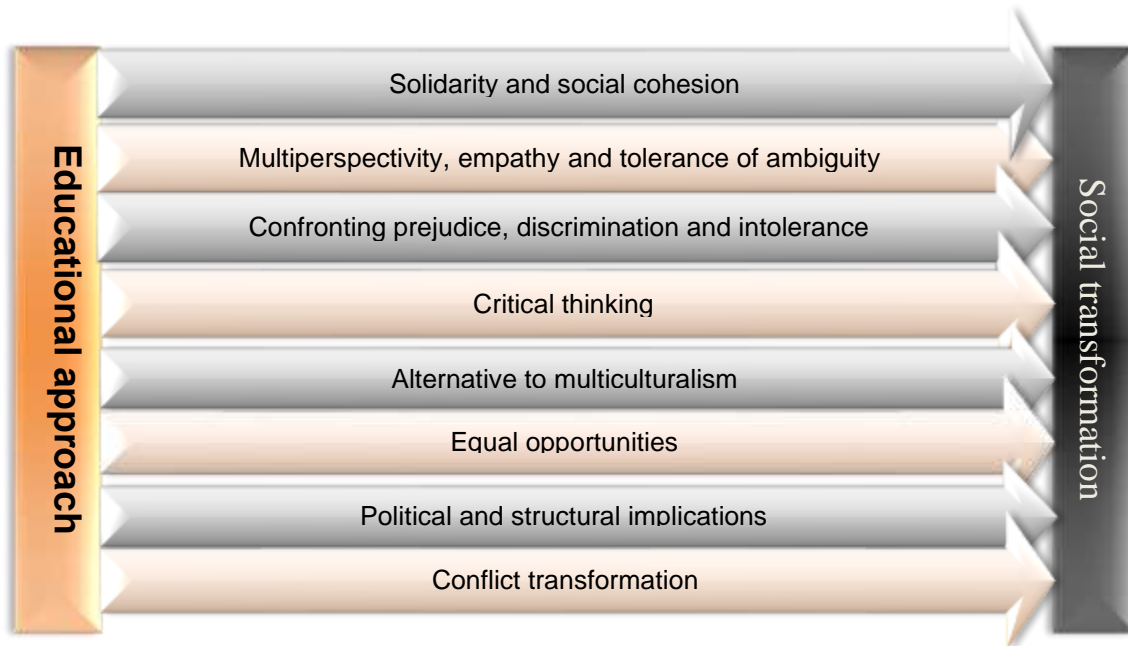 Educational approach
Solidarity and social cohesion
Multiperspectivity, empathy and tolerance of ambiguity
Confronting prejudice, discrimination and intolerance
Critical thinking
Alternative to multiculturalism
Equal opportunities
Political and structural implications
Conflict transformation
Social transformation